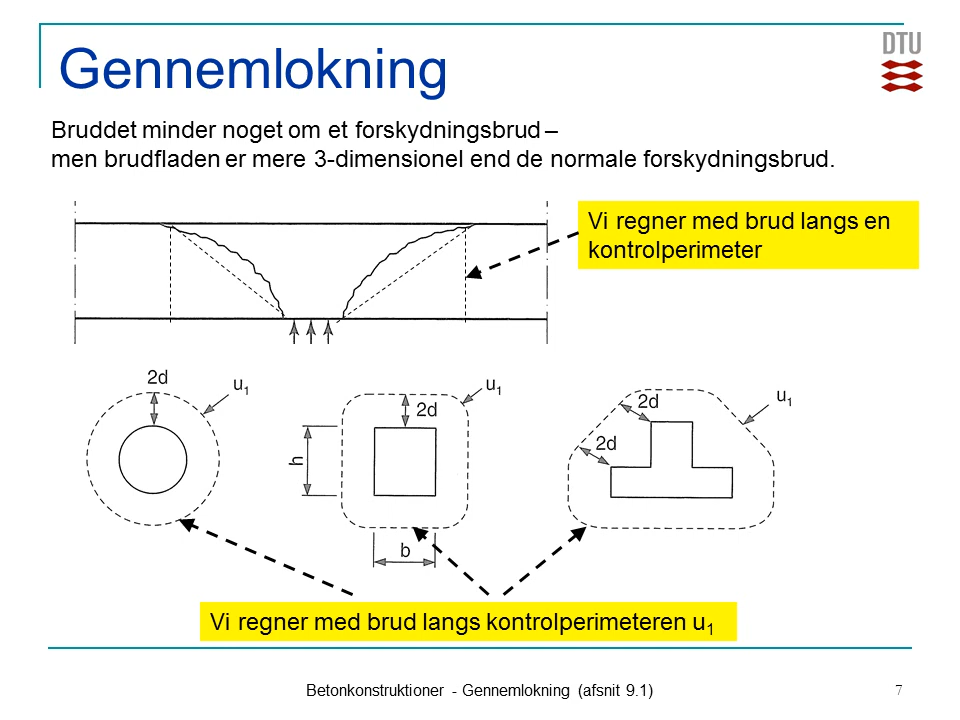 Gennemlokning
DTU
Bruddet minder noget om et forskydningsbrud –
men brudfladen er mere 3-dimensionel end de normale forskydningsbrud.
Vi regner med brud langs en
kontrolperimeter
2d
u₁
2d
u₁
h
b
2d
2d
u₁
Vi regner med brud langs kontrolperimeteren u₁
Betonkonstruktioner - Gennemlokning (afsnit 9.1)
7